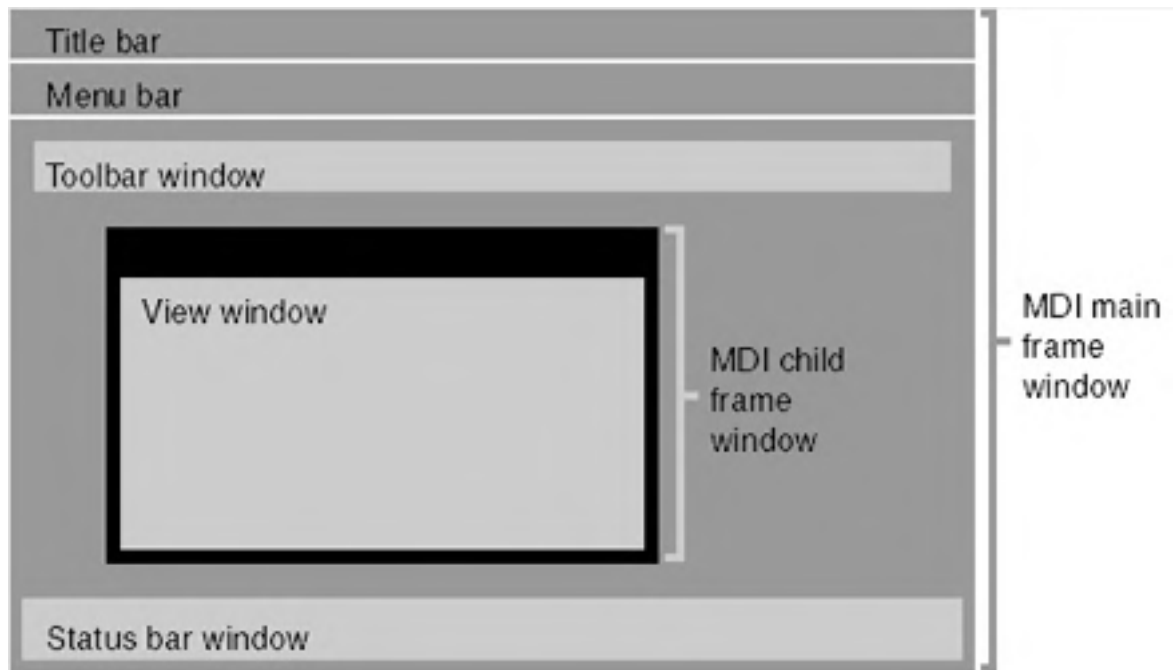 Title bar
Menu bar
Toolbar window
View window
MDI child
frame
window
MDI main
frame
window
Status bar window